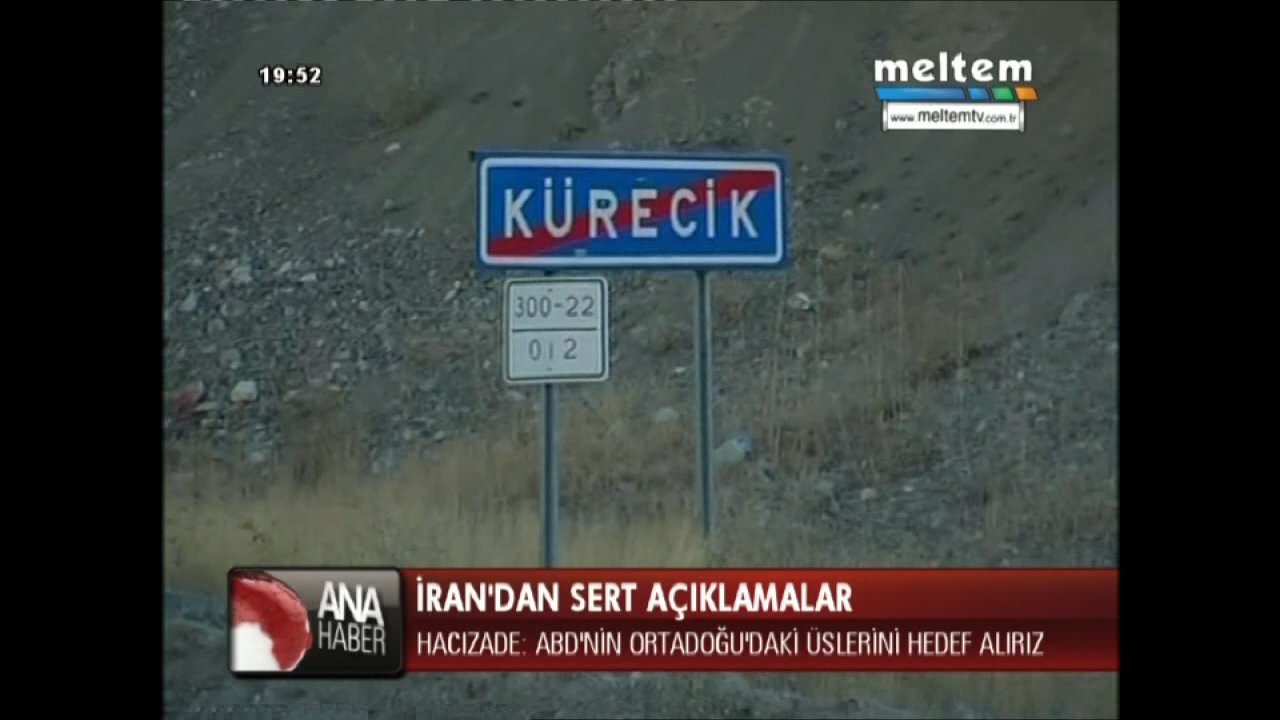 19:52
meltem
www.meltemtv.com.tr
KÜRECİK
300-22
012
ANA
HABER
İRAN'DAN SERT AÇIKLAMALAR
HACIZADE: ABD'NİN ORTADOĞU'DAKİ ÜSLERİNİ HEDEF ALIRIZ